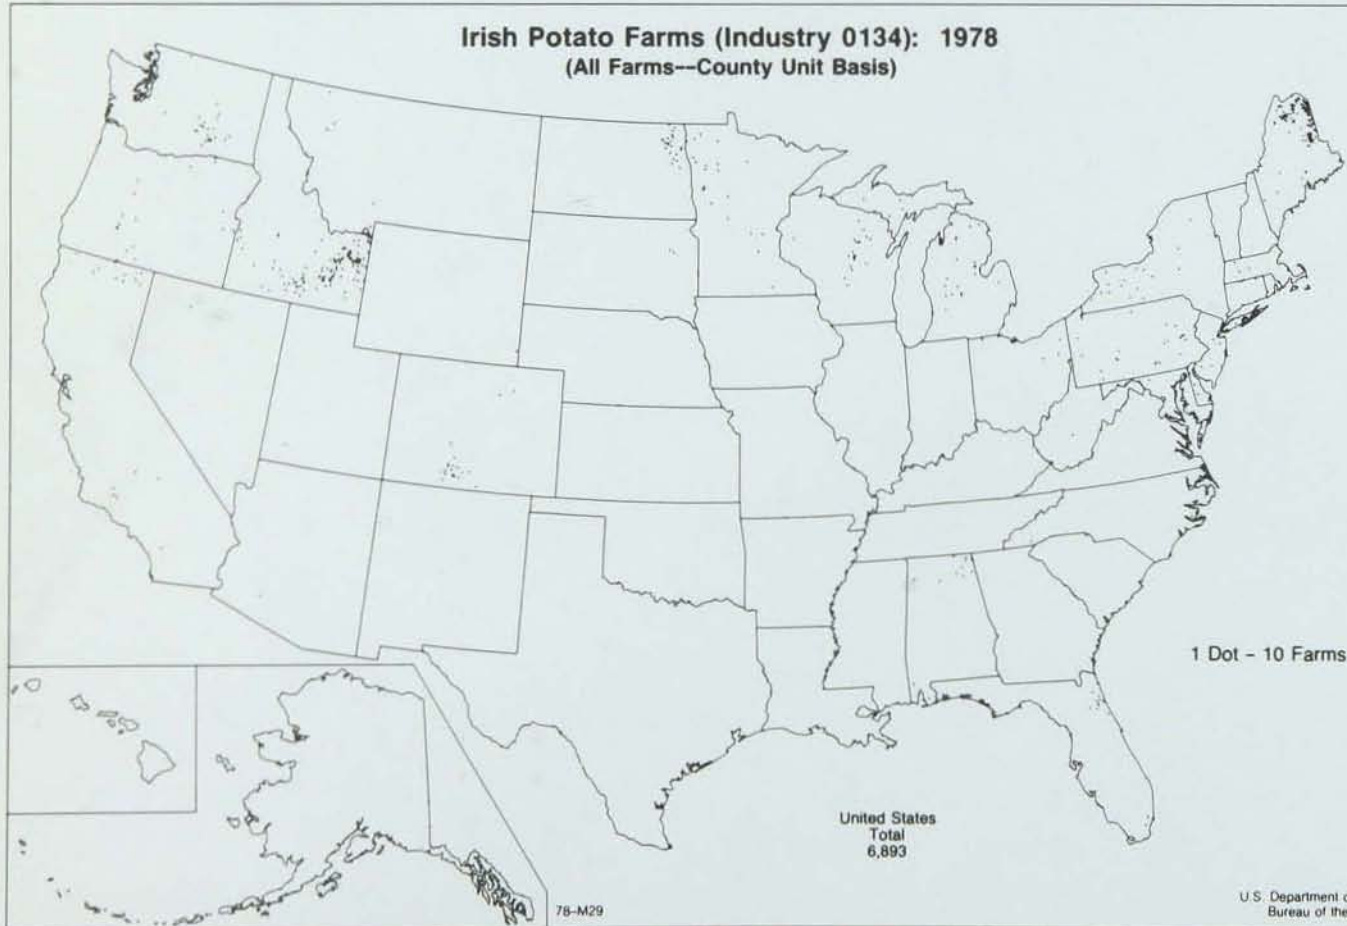 Irish Potato Farms (Industry 0134): 1978
(All Farms--County Unit Basis)
1 Dot - 10 Farms
United States
Total
6,893
78-M29
U.S. Department
Bureau of the